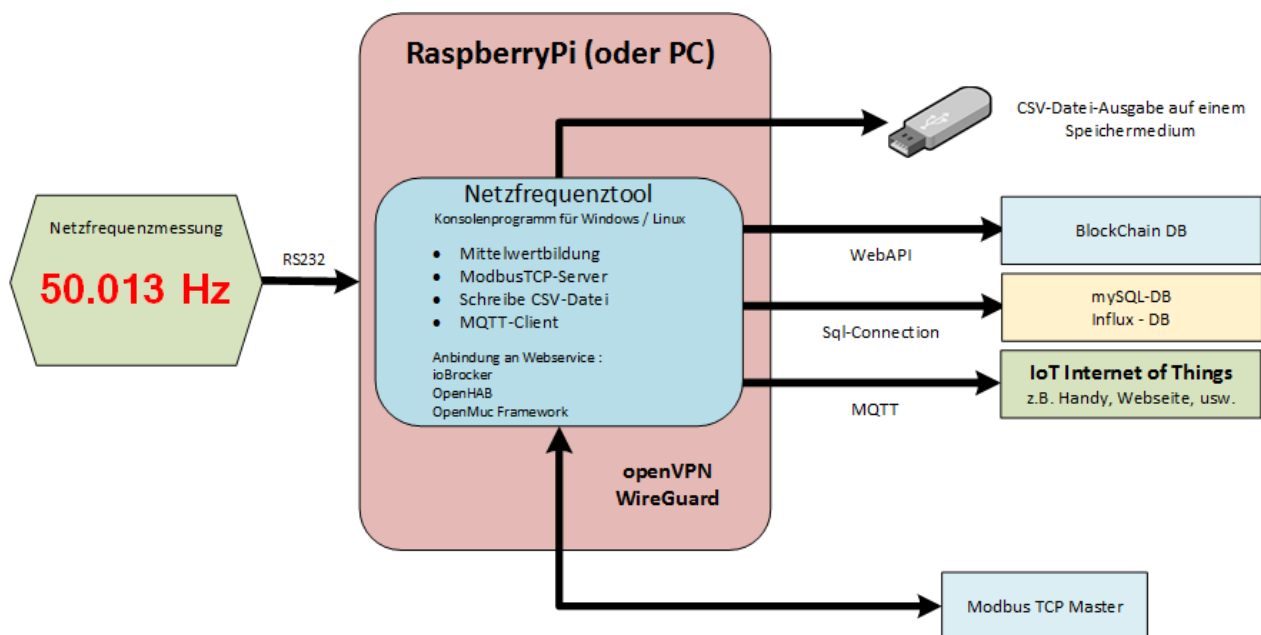 RaspberryPi (oder PC)
CSV-Datei-Ausgabe auf einem
Speichermedium
Netzfrequenzmessung
50.013 Hz
RS232
Netzfrequenztool
Konsolenprogramm für Windows / Linux
• Mittelwertbildung
• ModbusTCP-Server
• Schreibe CSV-Datei
• MQTT-Client
Anbindung an Webservice :
ioBrocker
OpenHAB
OpenMuc Framework
WebAPI
BlockChain DB
Sql-Connection
mySQL-DB
Influx - DB
MQTT
IoT Internet of Things
z.B. Handy, Webseite, usw.
openVPN
WireGuard
Modbus TCP Master